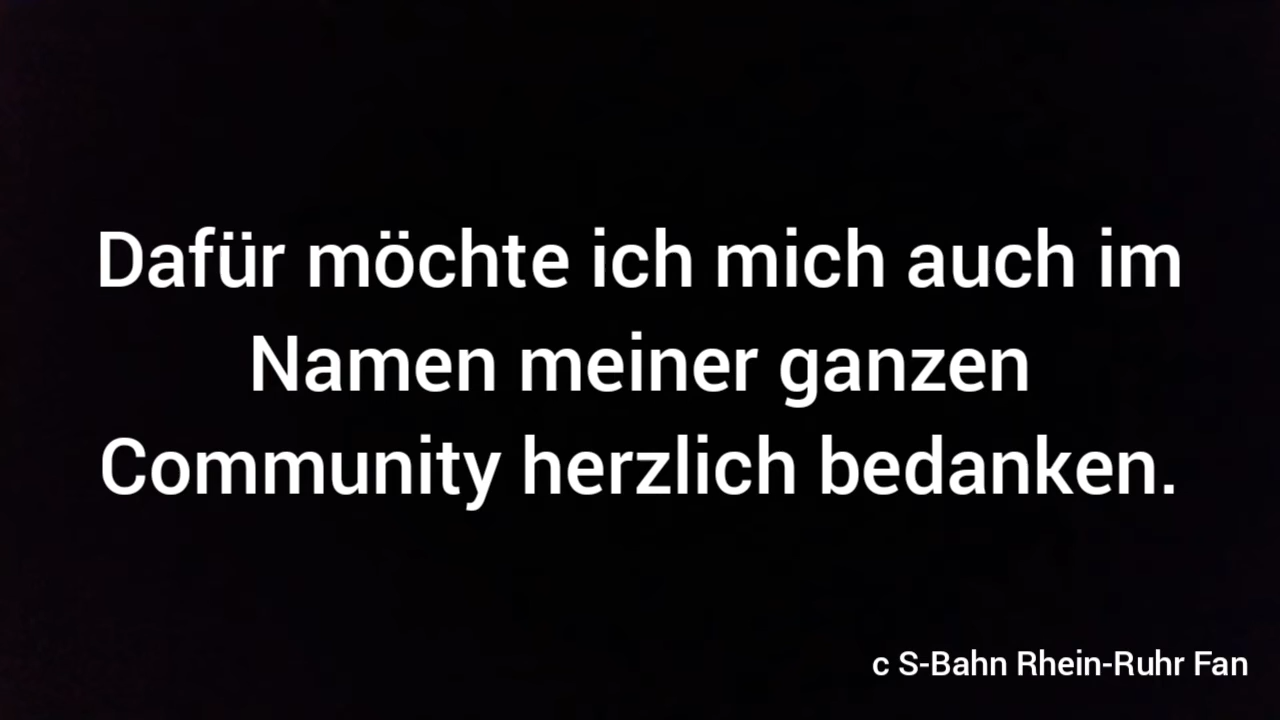 Dafür möchte ich mich auch im
Namen meiner ganzen
Community herzlich bedanken.
c S-Bahn Rhein-Ruhr Fan